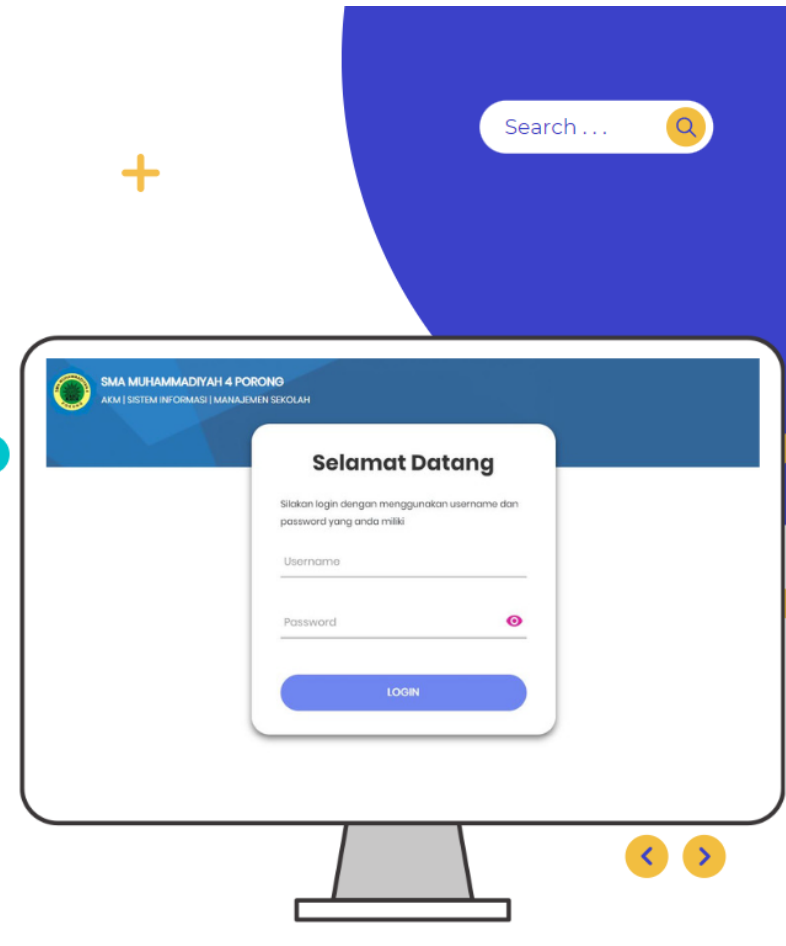 Search . . .
SMA MUHAMMADIYAH 4 PORONG
AKM | SISTEM INFORMASI | MANAJEMEN SEKOLAH
Selamat Datang
Silakan login dengan menggunakan username dan
password yang anda miliki
Username
Password
LOGIN